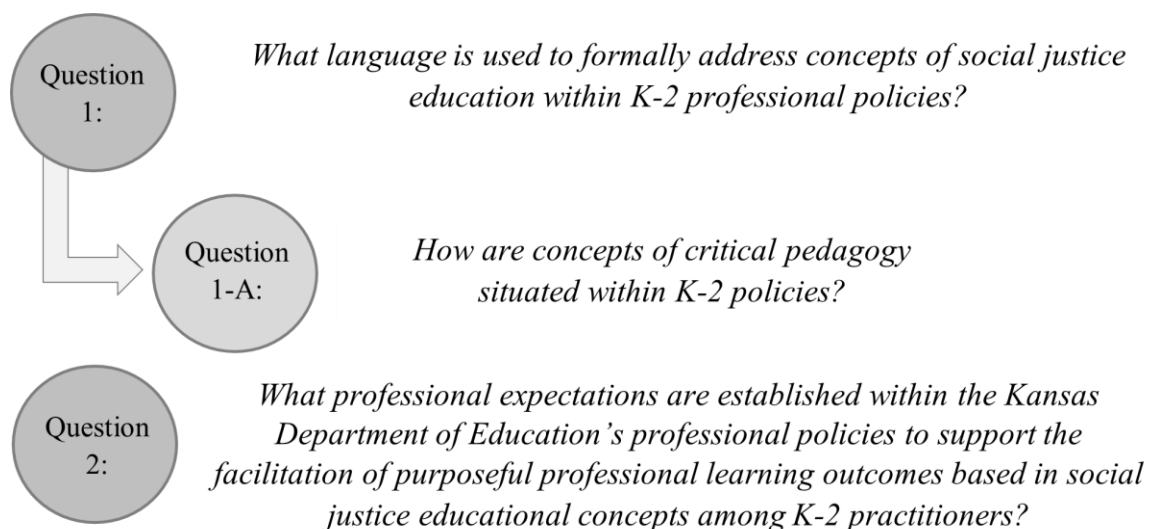 Question
1:
What language is used to formally address concepts of social justice
education within K-2 professional policies?
Question
1-A:
How are concepts of critical pedagogy
situated within K-2 policies?
Question
2:
What professional expectations are established within the Kansas
Department of Education’s professional policies to support the
facilitation of purposeful professional learning outcomes based in social
justice educational concepts among K-2 practitioners?